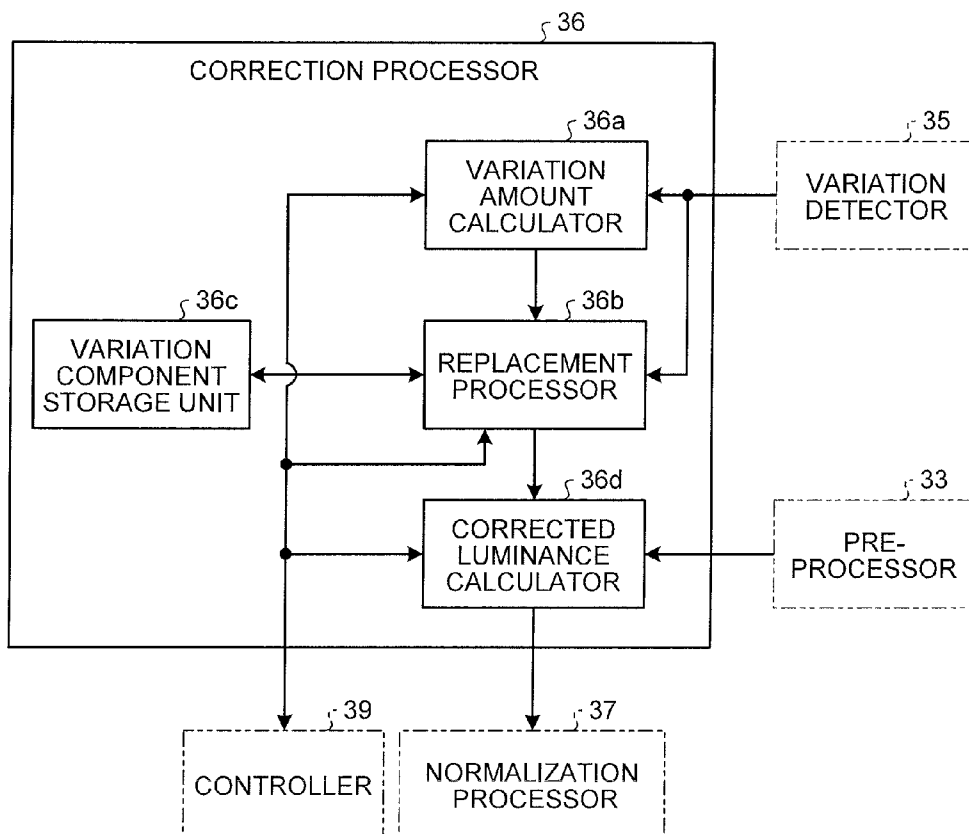 36
CORRECTION PROCESSOR
36a
VARIATION
AMOUNT
CALCULATOR
35
VARIATION
DETECTOR
36c
VARIATION
COMPONENT
STORAGE UNIT
36b
REPLACEMENT
PROCESSOR
36d
CORRECTED
LUMINANCE
CALCULATOR
33
PRE-
PROCESSOR
39
CONTROLLER
37
NORMALIZATION
PROCESSOR